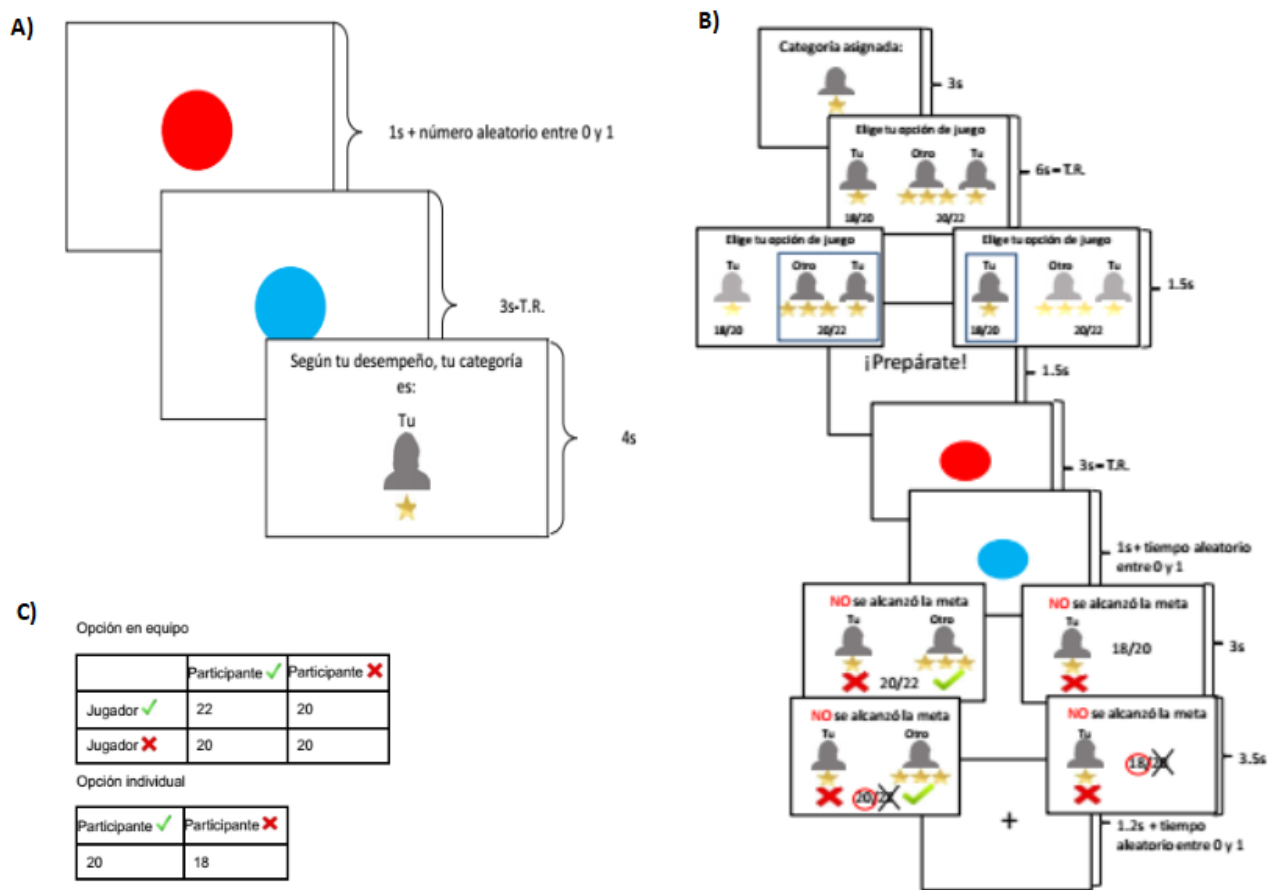 A)
1s + número aleatorio entre 0 y 1
3s-T.R.
Según tu desempeño, tu categoría
es:
Tu
4s
B)
Categoría asignada:
3s
Elige tu opción de juego
Tu Otro Tu
18/20 20/22
6s-T.R.
Elige tu opción de juego
Tu Otro Tu
18/20 20/22
Elige tu opción de juego
Tu Otro Tu
18/20 20/22
1.5s
¡Prepárate!
1.5s
3s-T.R.
1s + tiempo aleatorio
entre 0 y 1
NO se alcanzó la meta
Tu Otro
20/22
NO se alcanzó la meta
Tu
18/20
3s
NO se alcanzó la meta
Tu Otro
20/22
NO se alcanzó la meta
Tu
18/20
3.5s
+
1.2s + tiempo
aleatorio entre 0 y 1
C)
Opción en equipo
Participante ✓ Participante ✗
Jugador ✓ 22 20
Jugador ✗ 20 20
Opción individual
Participante ✓ Participante ✗
20 18